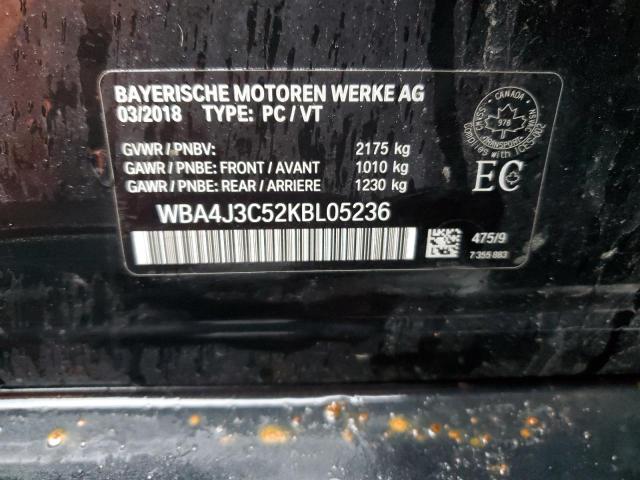 BAYERISCHE MOTOREN WERKE AG
03/2018 TYPE: PC / VT
GVWR / PNBV: 2175 kg
GAWR / PNBE: FRONT / AVANT 1010 kg
GAWR / PNBE: REAR / ARRIERE 1230 kg
WBA4J3C52KBL05236
475/9
7 355 883
CANADA
TRANSPORT
978
EC